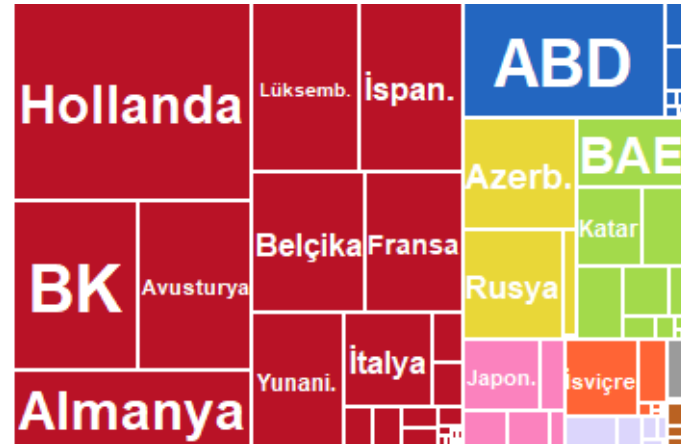 Hollanda
Lüksemb.
İspan.
ABD
Azerb.
BAE
Katar
BK
Avusturya
Belçika
Fransa
Rusya
Yunani.
İtalya
Japon.
İsviçre
Almanya